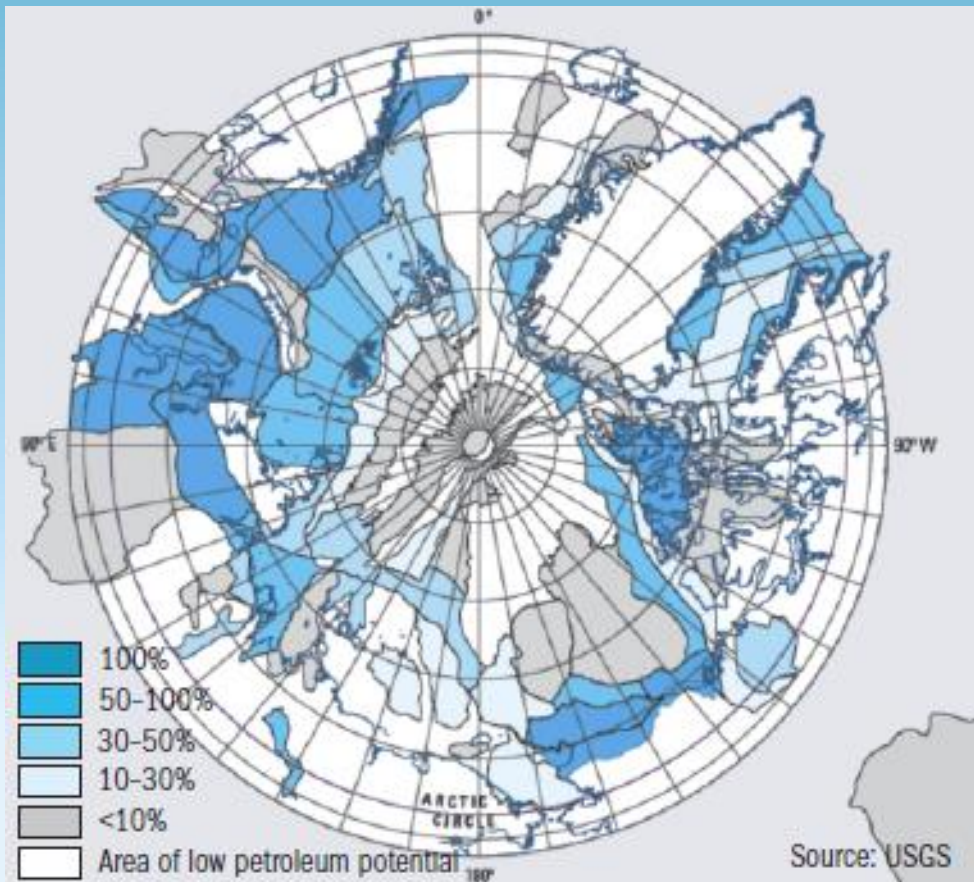 0°
90° E
90° W
100%
50–100%
30–50%
10–30%
<10%
Area of low petroleum potential
ARCTIC
CIRCLE
180°
Source: USGS